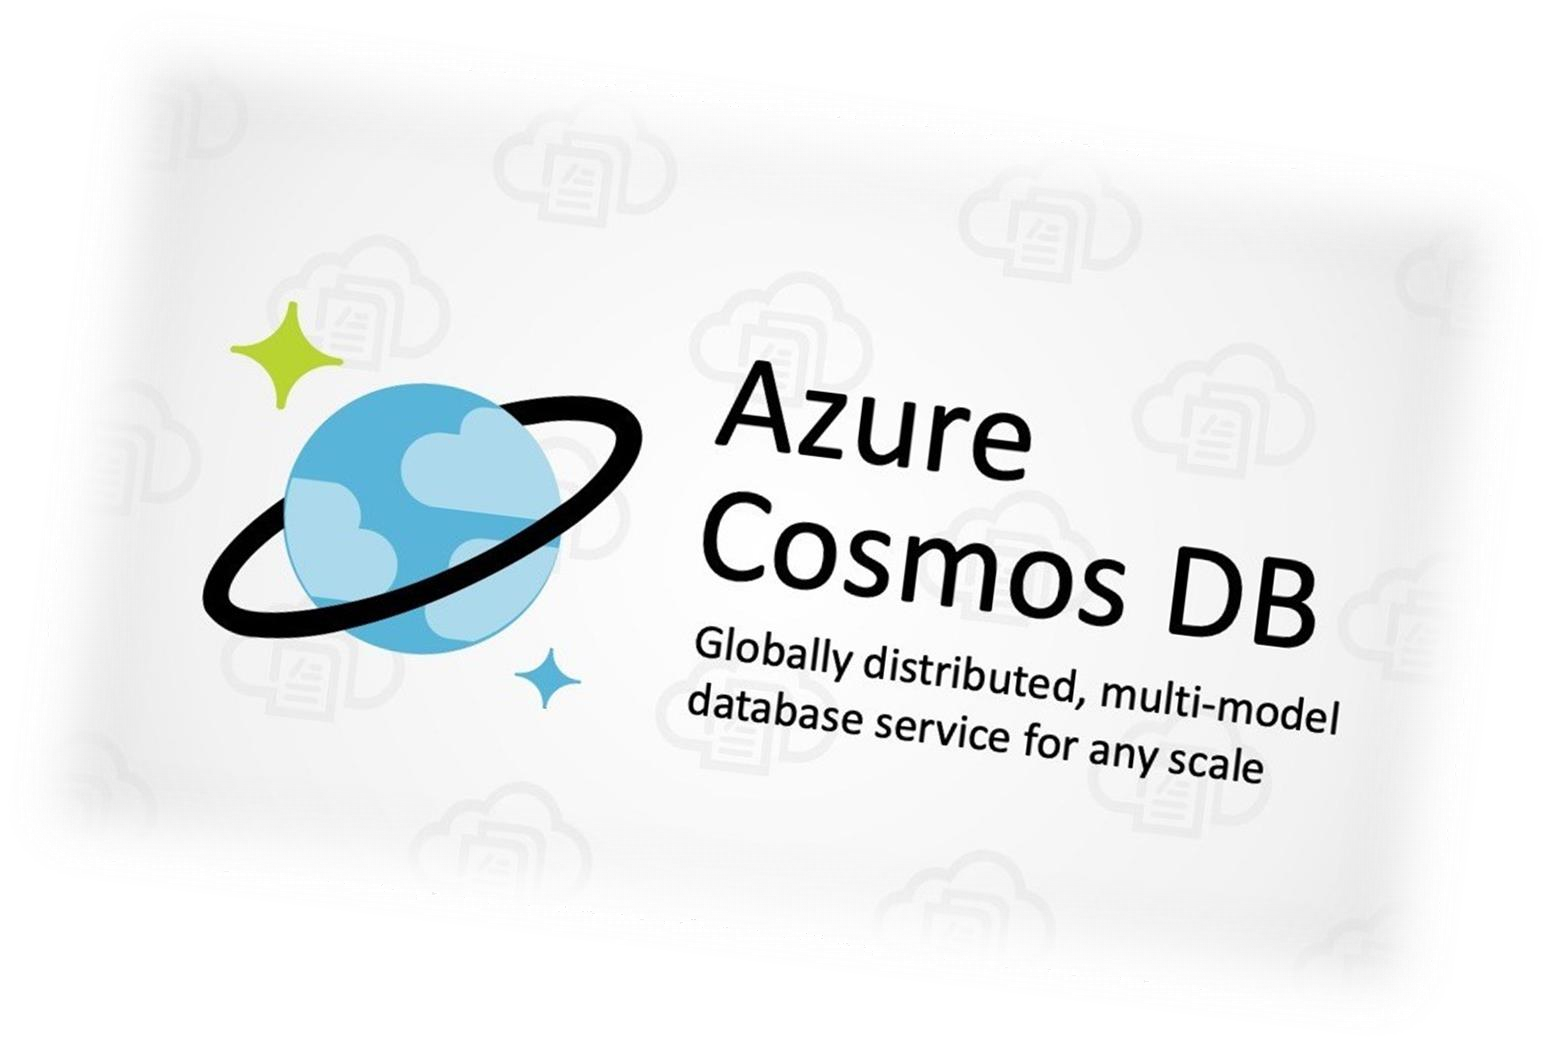 Azure
Cosmos DB
Globally distributed, multi-model
database service for any scale